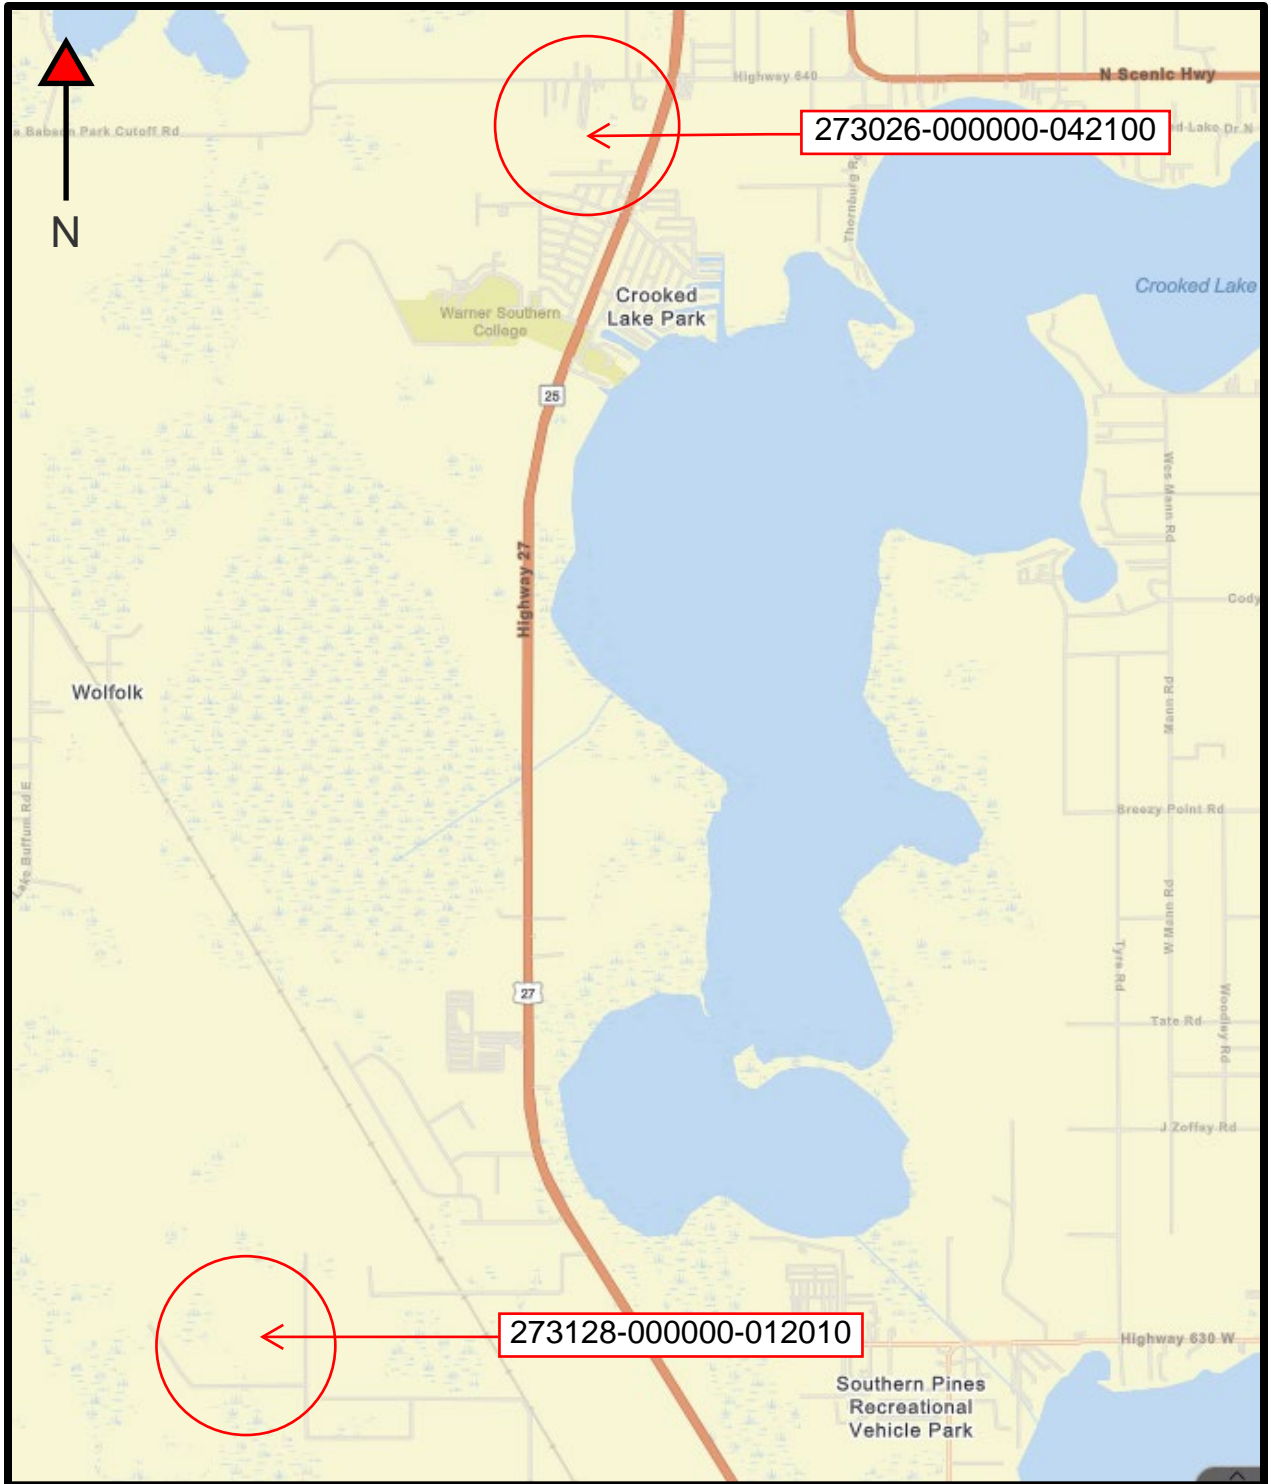 Highway 640
N Scenic Hwy
273026-000000-042100
Babson Park Cutoff Rd
ed Lake Dr N
N
Thornburg Rd
Crooked Lake
Crooked
Lake Park
Warner Southern
College
25
Wes Mann Rd
Highway 27
Cody
Wolfolk
Mann Rd
Lake Buffum Rd E
Breezy Point Rd
W Mann Rd
Tyre Rd
27
Woodley Rd
Tate Rd
J Zoffay Rd
273128-000000-012010
Highway 630 W
Southern Pines
Recreational
Vehicle Park